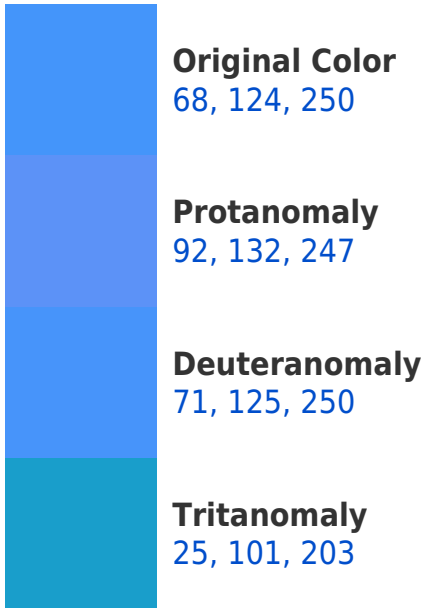 Original Color
68, 124, 250
Protanomaly
92, 132, 247
Deuteranomaly
71, 125, 250
Tritanomaly
25, 101, 203